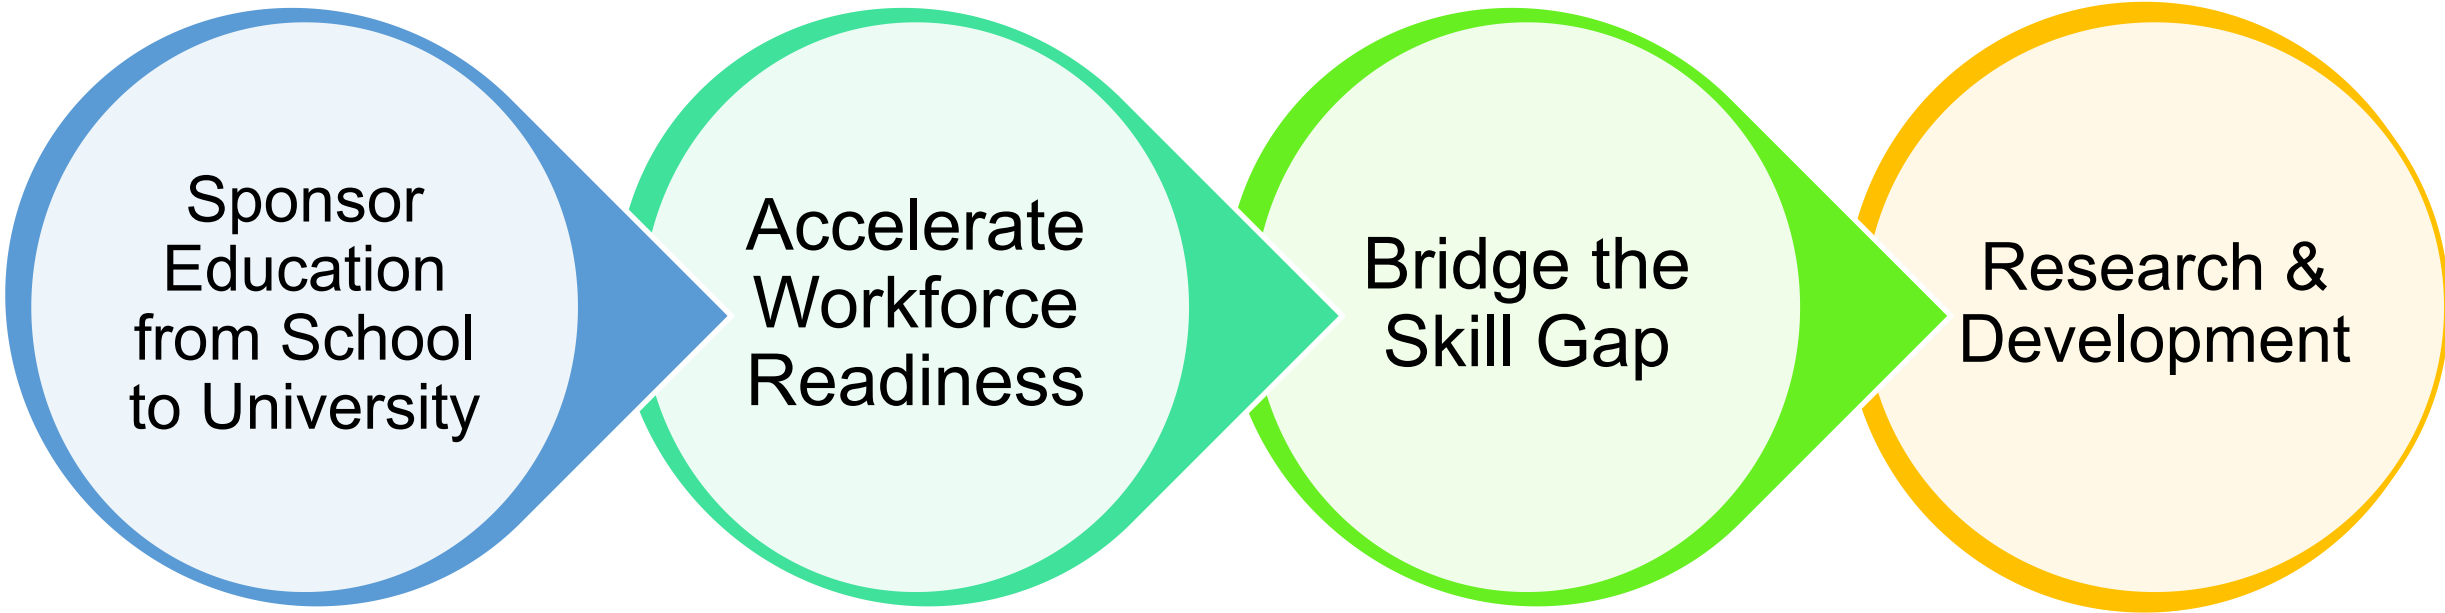 Sponsor
Education
from School
to University
Accelerate
Workforce
Readiness
Bridge the
Skill Gap
Research &
Development